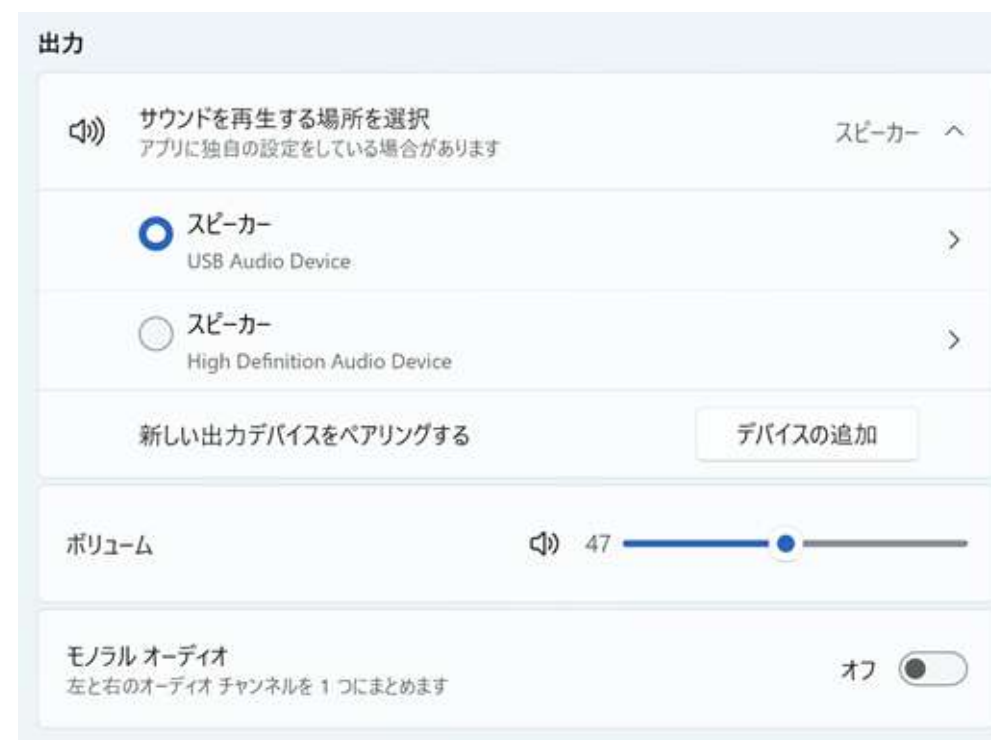 出力
サウンドを再生する場所を選択
アプリに独自の設定をしている場合があります
スピーカー
スピーカー
USB Audio Device
スピーカー
High Definition Audio Device
新しい出力デバイスをペアリングする
デバイスの追加
ボリューム
47
モノラル オーディオ
左と右のオーディオ チャンネルを 1 つにまとめます
オフ